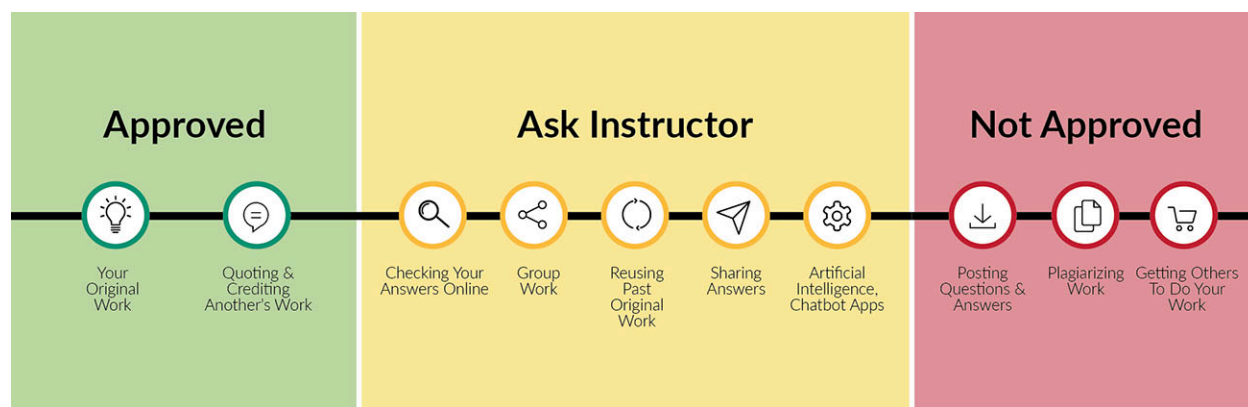 Approved
Ask Instructor
Not Approved
Your
Original
Work
Quoting &
Crediting
Another's Work
Checking Your
Answers Online
Group
Work
Reusing
Past
Original
Work
Sharing
Answers
Artificial
Intelligence,
Chatbot Apps
Posting
Questions &
Answers
Plagiarizing
Work
Getting Others
To Do Your
Work